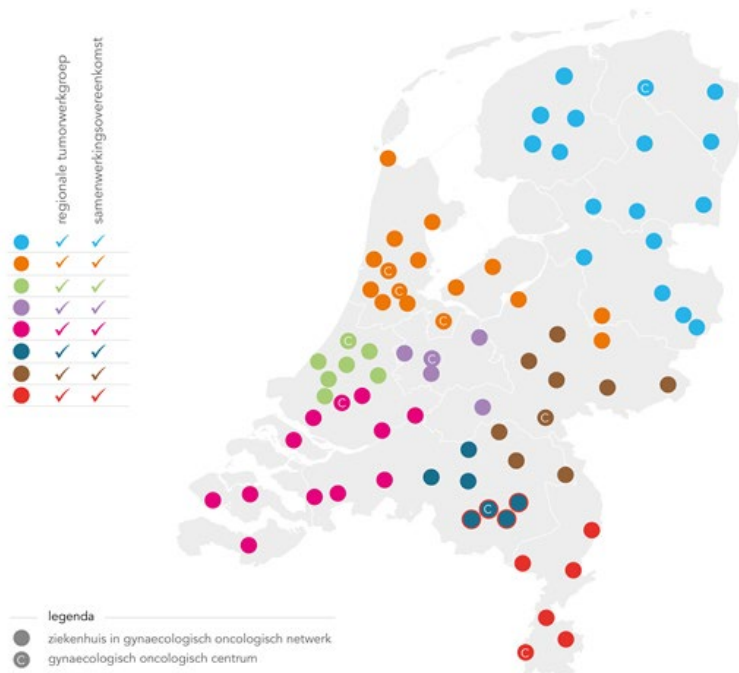 regionale tumorwerkgroep
samenwerkingsovereenkomst
C
C
C
C
C
C
C
C
C
C
legenda
ziekenhuis in gynaecologisch oncologisch netwerk
C gynaecologisch oncologisch centrum